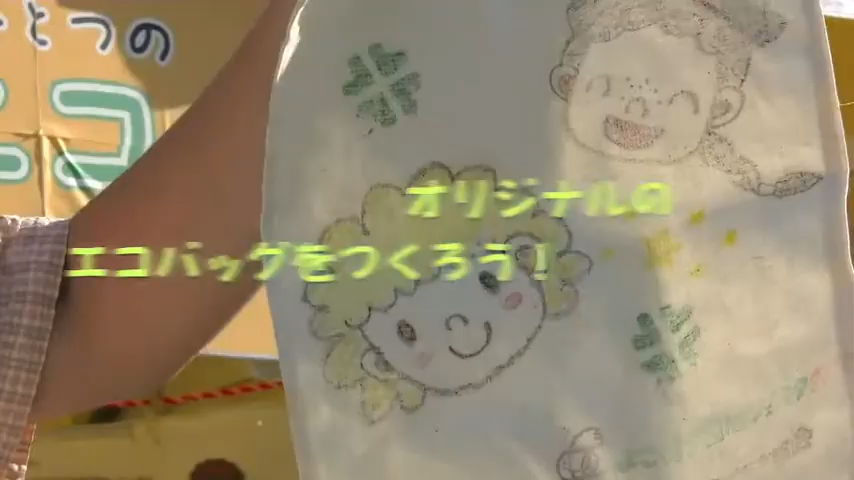 とつの
コ
オリジナルの
エコバッグをつくろう!